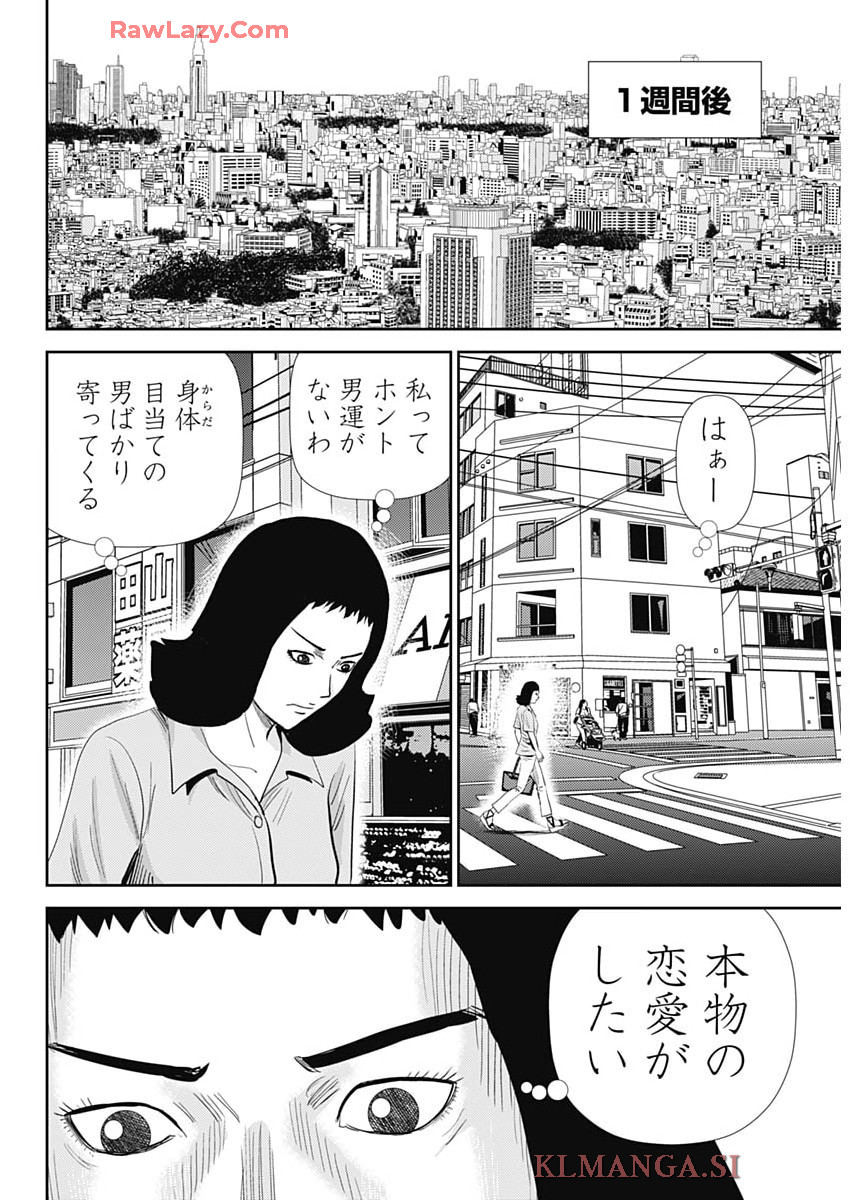 RawLazy.Com
1週間後
はぁー
私って
ホント
男運が
ないわ
身体
からだ
目当ての
男ばかり
寄ってくる
本物の
恋愛が
したい
KLMANGA.SI